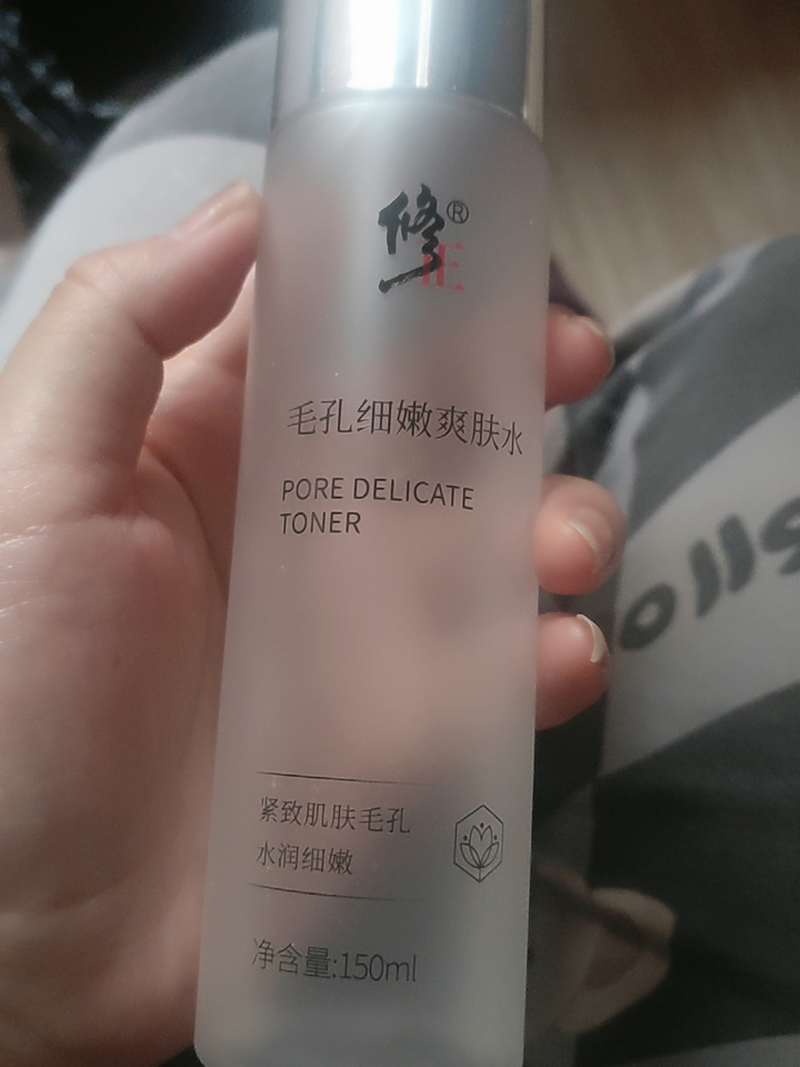 修正®
毛孔细嫩爽肤水
PORE DELICATE
TONER
紧致肌肤毛孔
水润细嫩
净含量:150ml
ollg